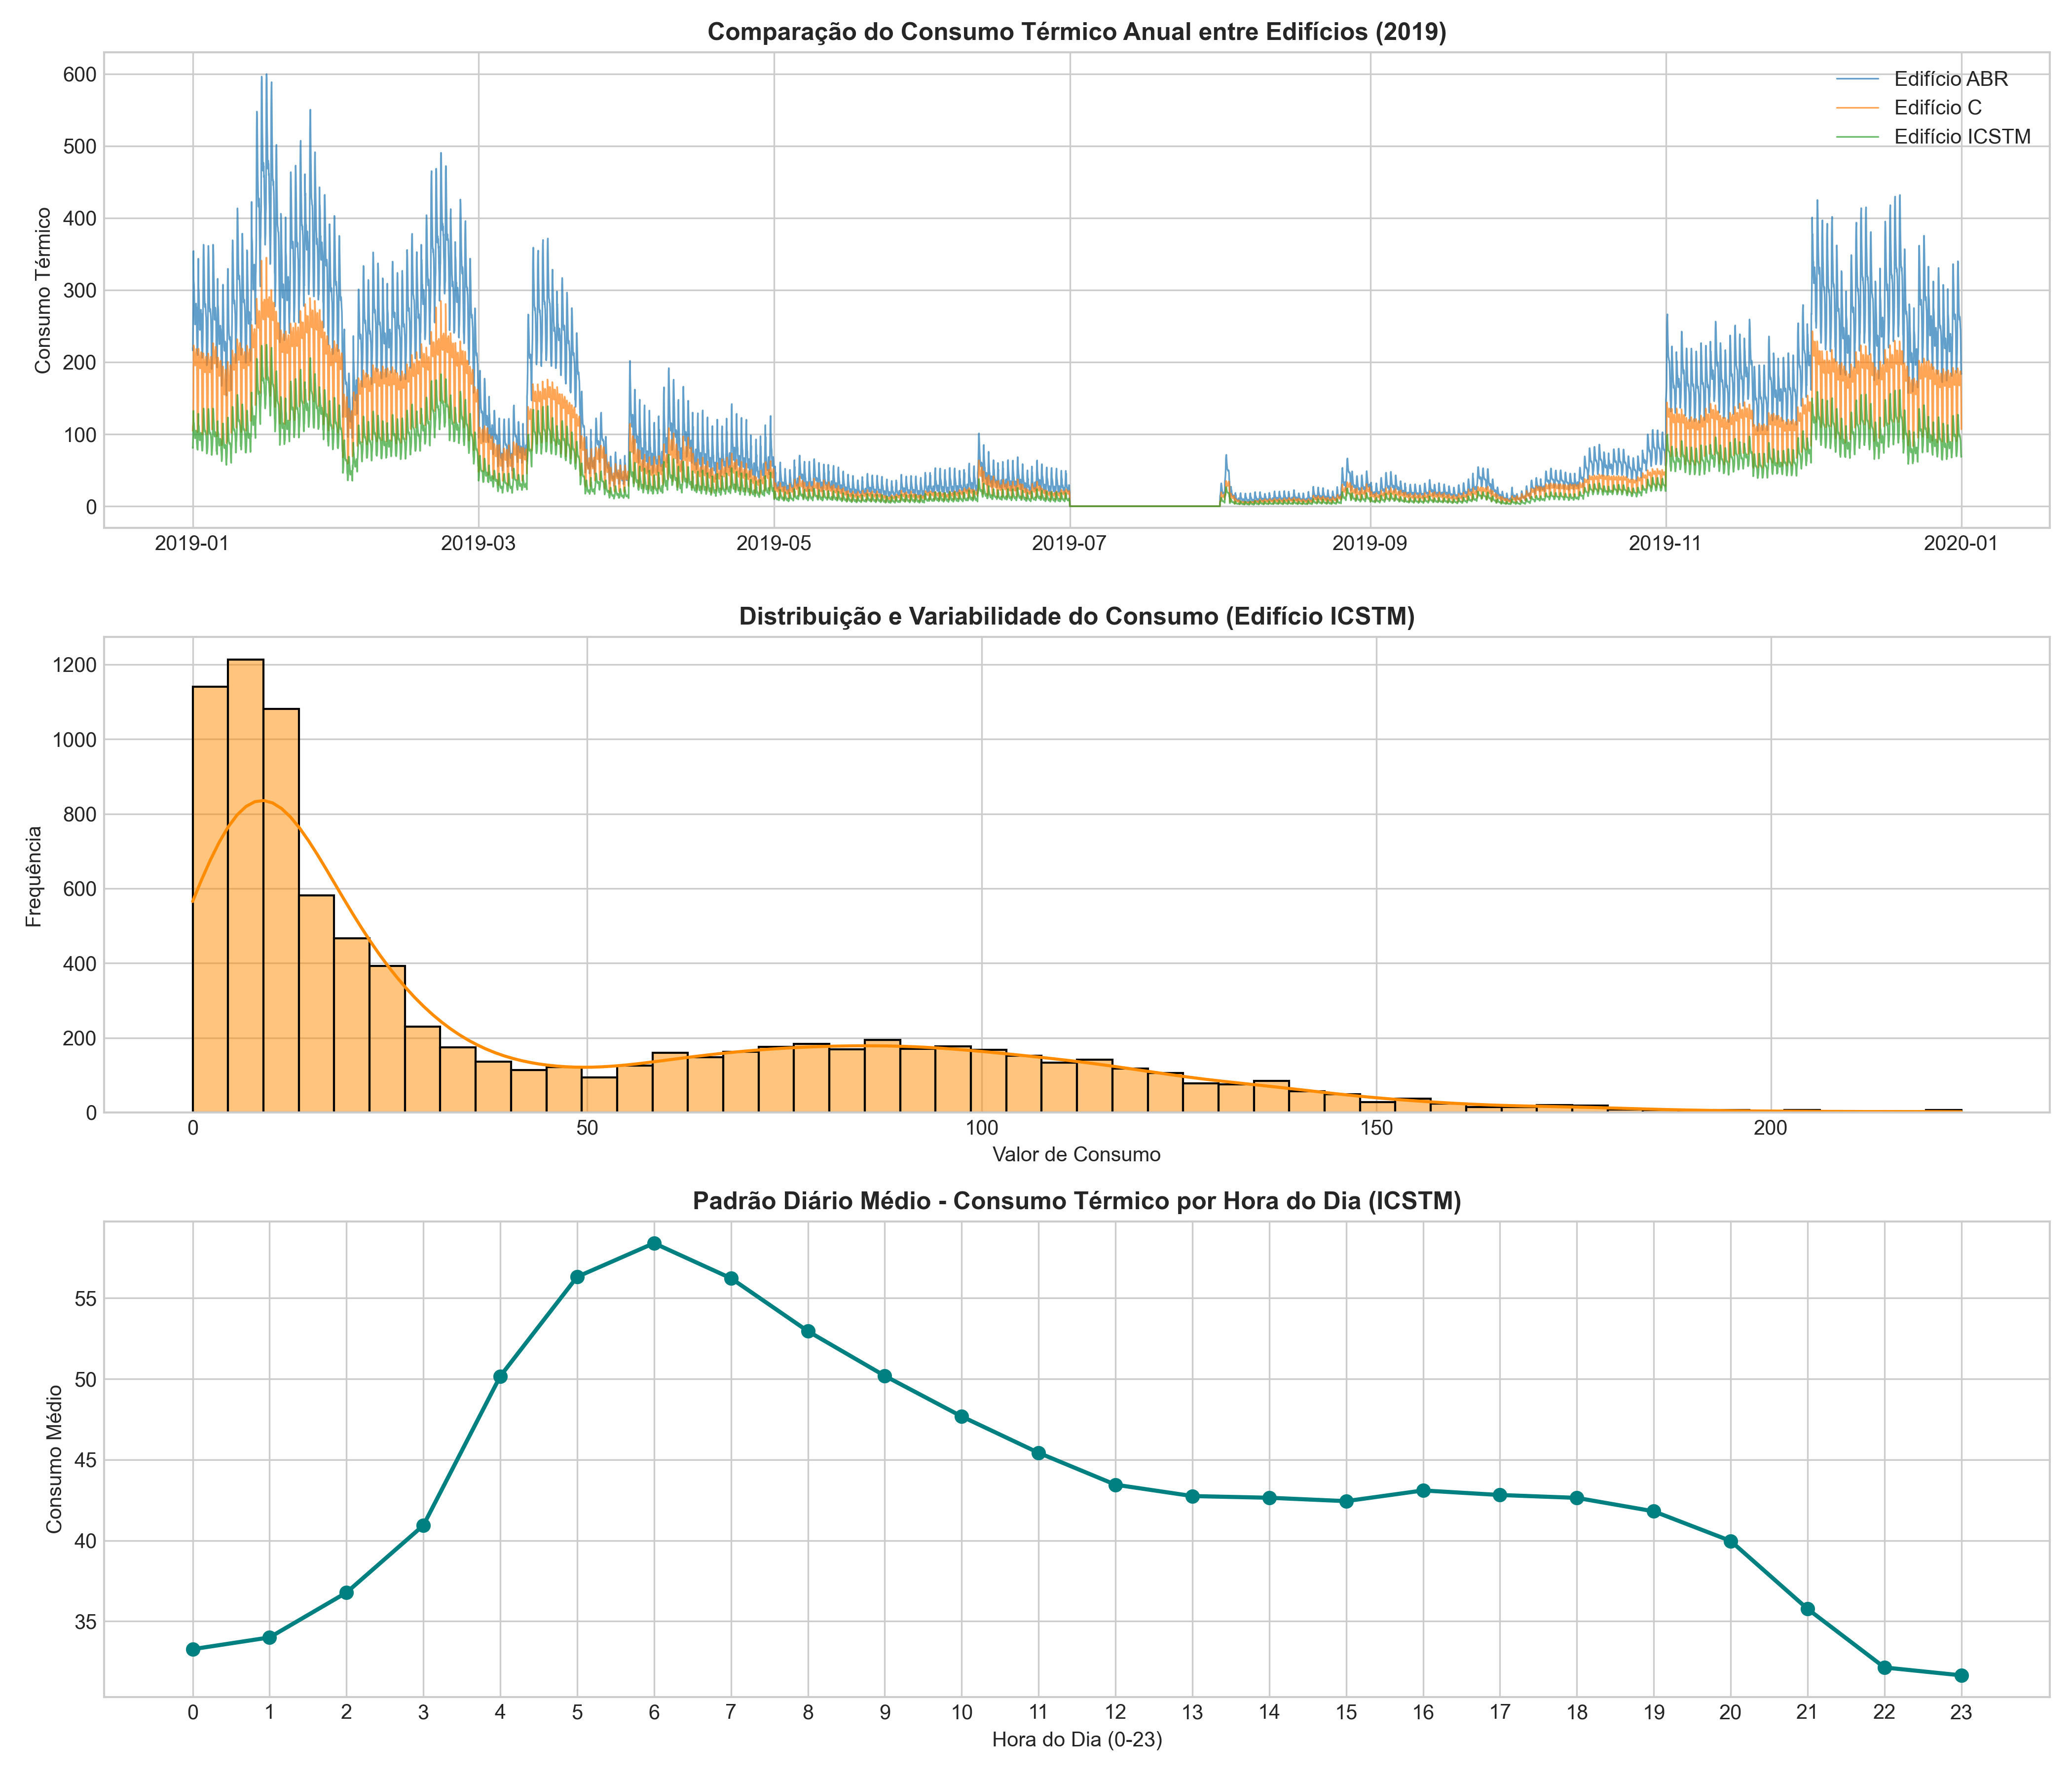 Comparação do Consumo Térmico Anual entre Edifícios (2019)
600
500
400
300
200
100
0
Consumo Térmico
Edifício ABR
Edifício C
Edifício ICSTM
2019-01 2019-03 2019-05 2019-07 2019-09 2019-11 2020-01
Distribuição e Variabilidade do Consumo (Edifício ICSTM)
1200
1000
800
600
400
200
0
Frequência
0 50 100 150 200
Valor de Consumo
Padrão Diário Médio - Consumo Térmico por Hora do Dia (ICSTM)
55
50
45
40
35
Consumo Médio
0 1 2 3 4 5 6 7 8 9 10 11 12 13 14 15 16 17 18 19 20 21 22 23
Hora do Dia (0-23)